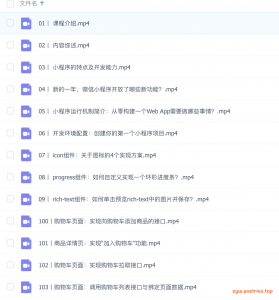 文件名 ↑
01｜ 课程介绍.mp4
02｜ 内容综述.mp4
03｜ 小程序的特点及开发能力.mp4
04｜ 新的一年，微信小程序开放了哪些新功能？.mp4
05｜ 小程序运行机制简介：从零构建一个Web App需要做哪些事情？.mp4
06｜ 开发环境配置：创建你的第一个小程序项目.mp4
07｜ icon组件：关于图标的4个实现方案.mp4
08｜ progress组件：如何自定义实现一个环形进度条？.mp4
09｜ rich-text组件：如何单击预览rich-text中的图片并保存？.mp4
100｜购物车页面：实现向购物车添加商品的接口.mp4
101｜商品详情页：实现“加入购物车”功能.mp4
102｜购物车页面：实现购物车拉取接口.mp4
103｜购物车页面：调用购物车列表接口与绑定页面数据.mp4